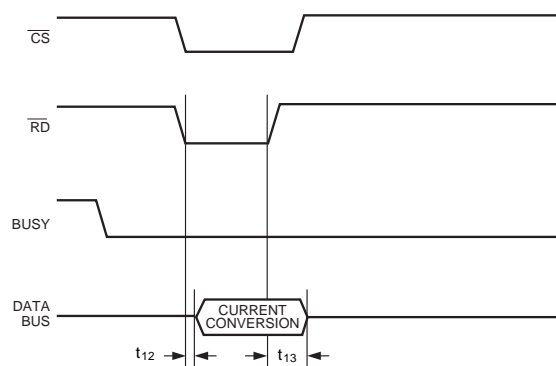 CS
RD
BUSY
DATA
BUS
CURRENT
CONVERSION
t12
t13